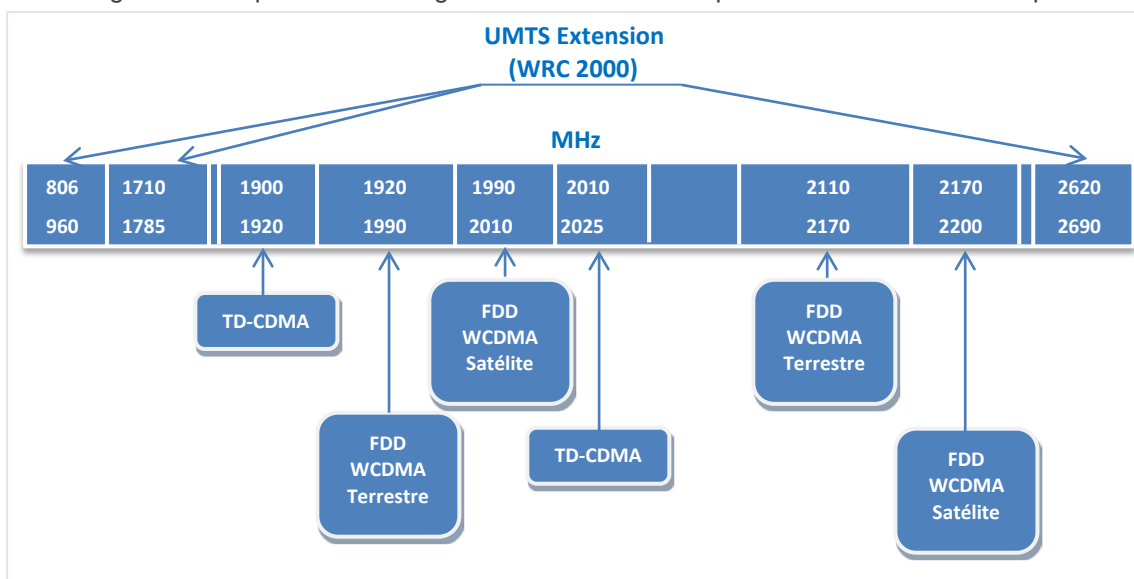 UMTS Extension
(WRC 2000)
MHz
806 1710 1900 1920 1990 2010 2110 2170 2620
960 1785 1920 1990 2010 2025 2170 2200 2690
TD-CDMA
FDD
WCDMA
Satélite
FDD
WCDMA
Terrestre
FDD
WCDMA
Terrestre
TD-CDMA
FDD
WCDMA
Satélite